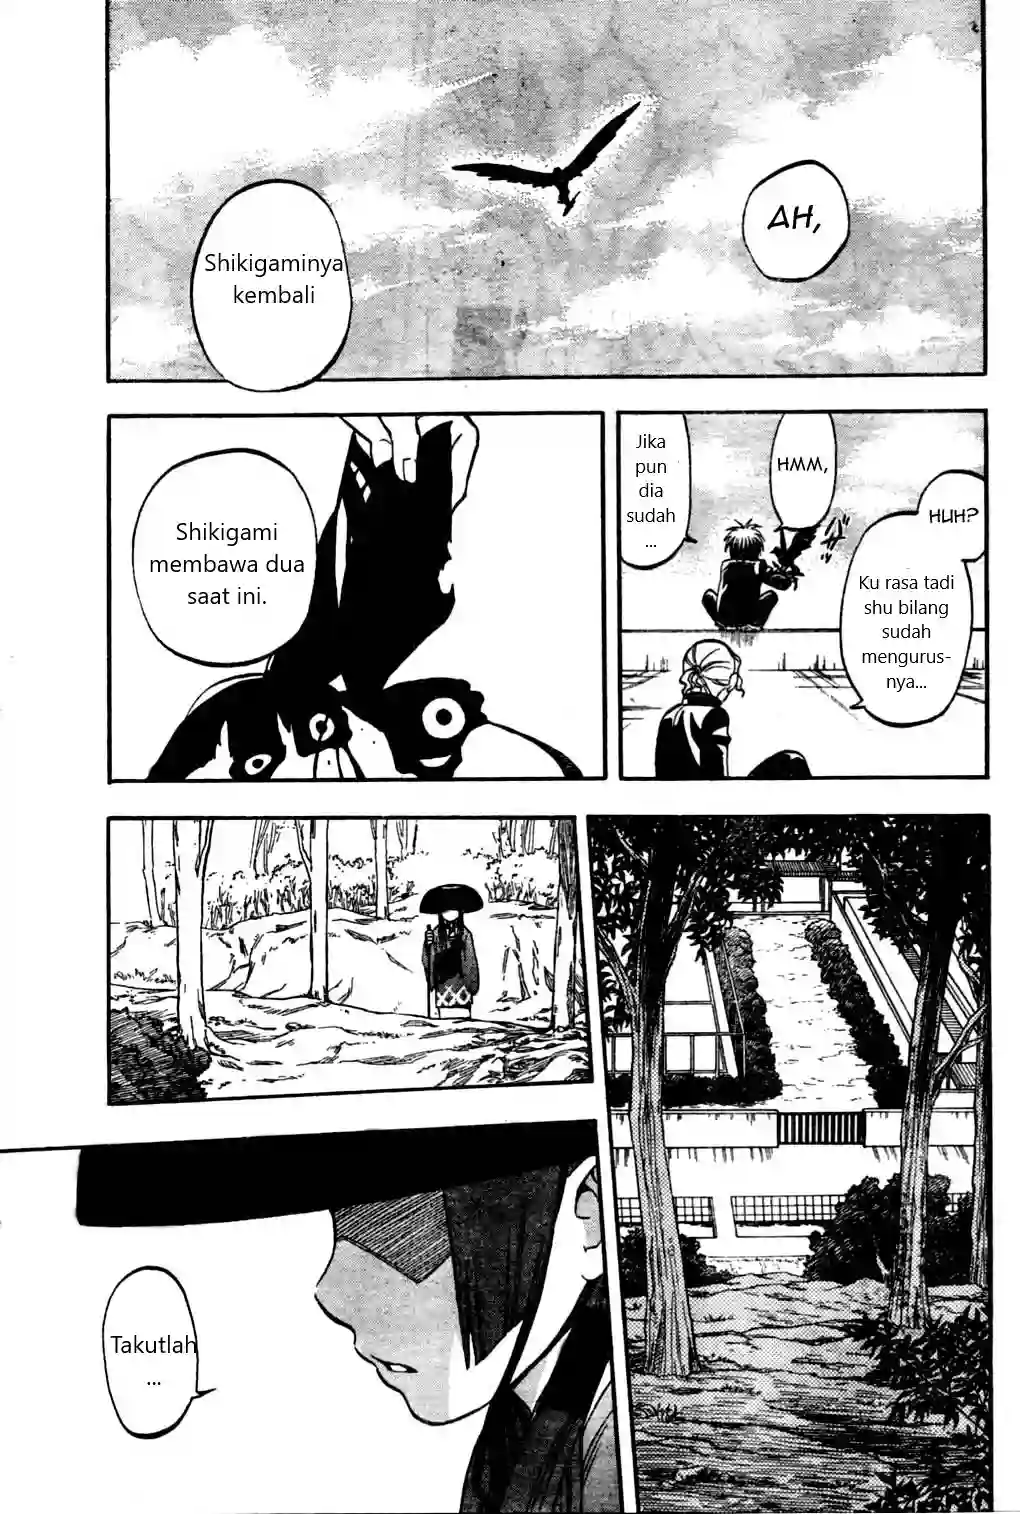 AH,
Shikigaminya
kembali
HUH?
Ku rasa tadi
shu bilang
sudah
mengurus-
nya...
HMM,
Jika
pun
dia
sudah
...
Shikigami
membawa dua
saat ini.
Takutlah
...